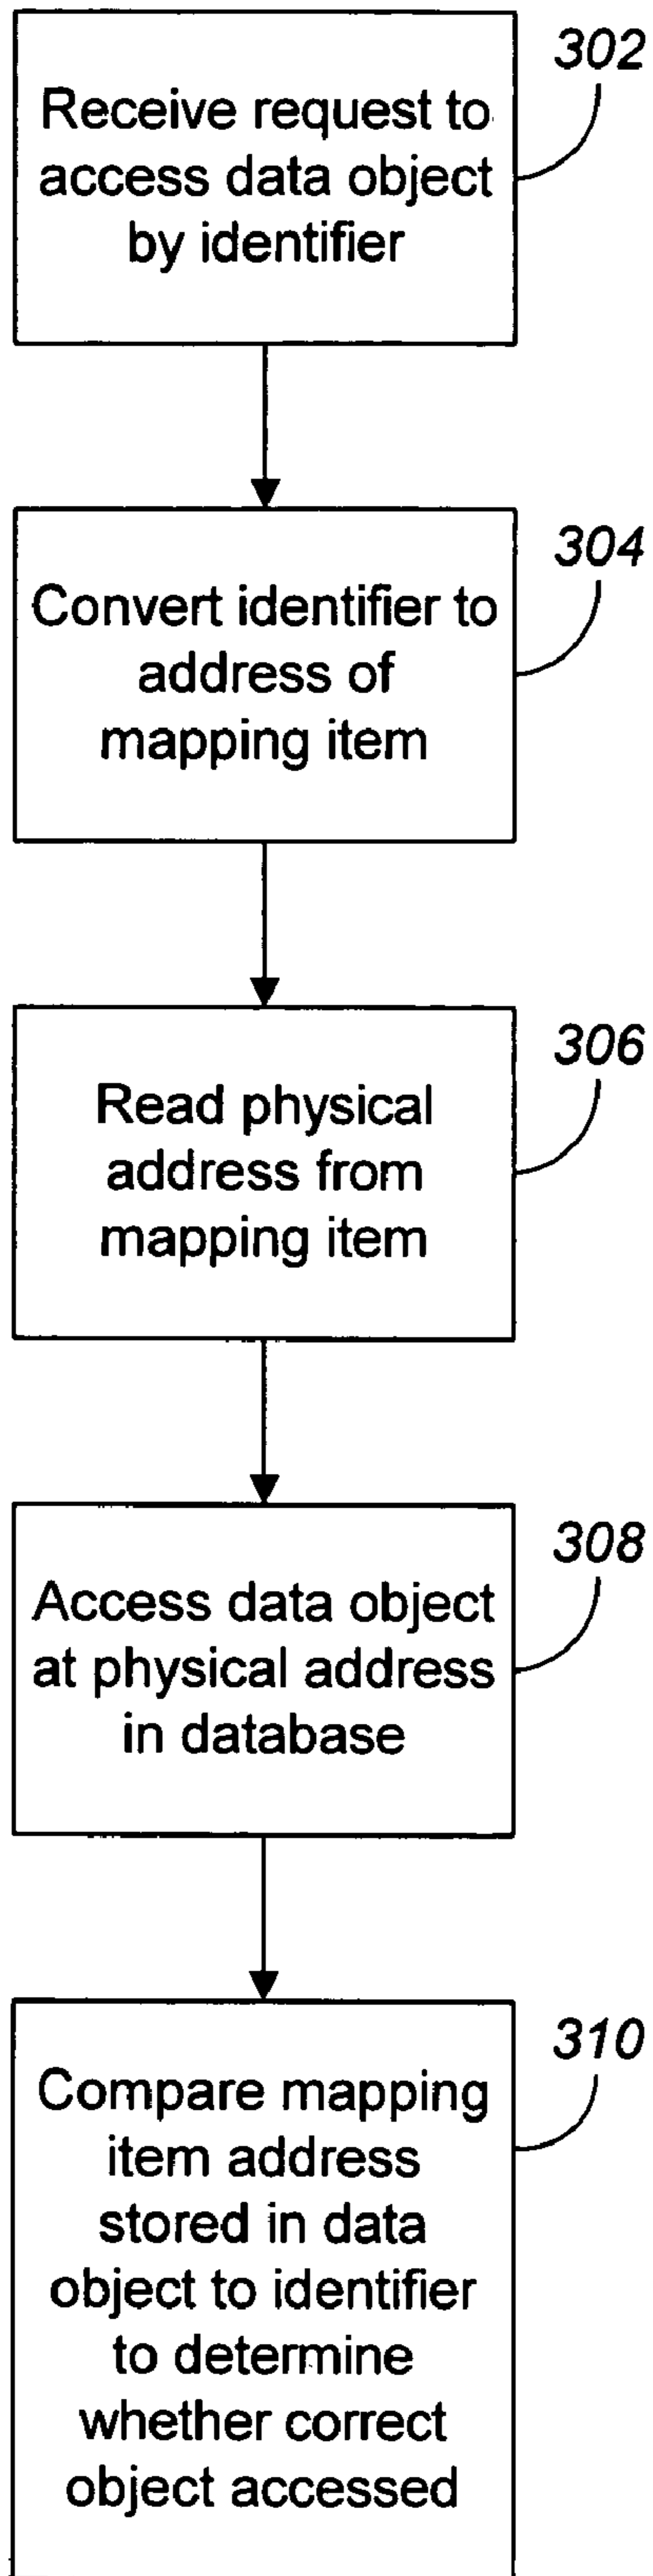 302
Receive request to
access data object
by identifier
304
Convert identifier to
address of
mapping item
306
Read physical
address from
mapping item
308
Access data object
at physical address
in database
310
Compare mapping
item address
stored in data
object to identifier
to determine
whether correct
object accessed